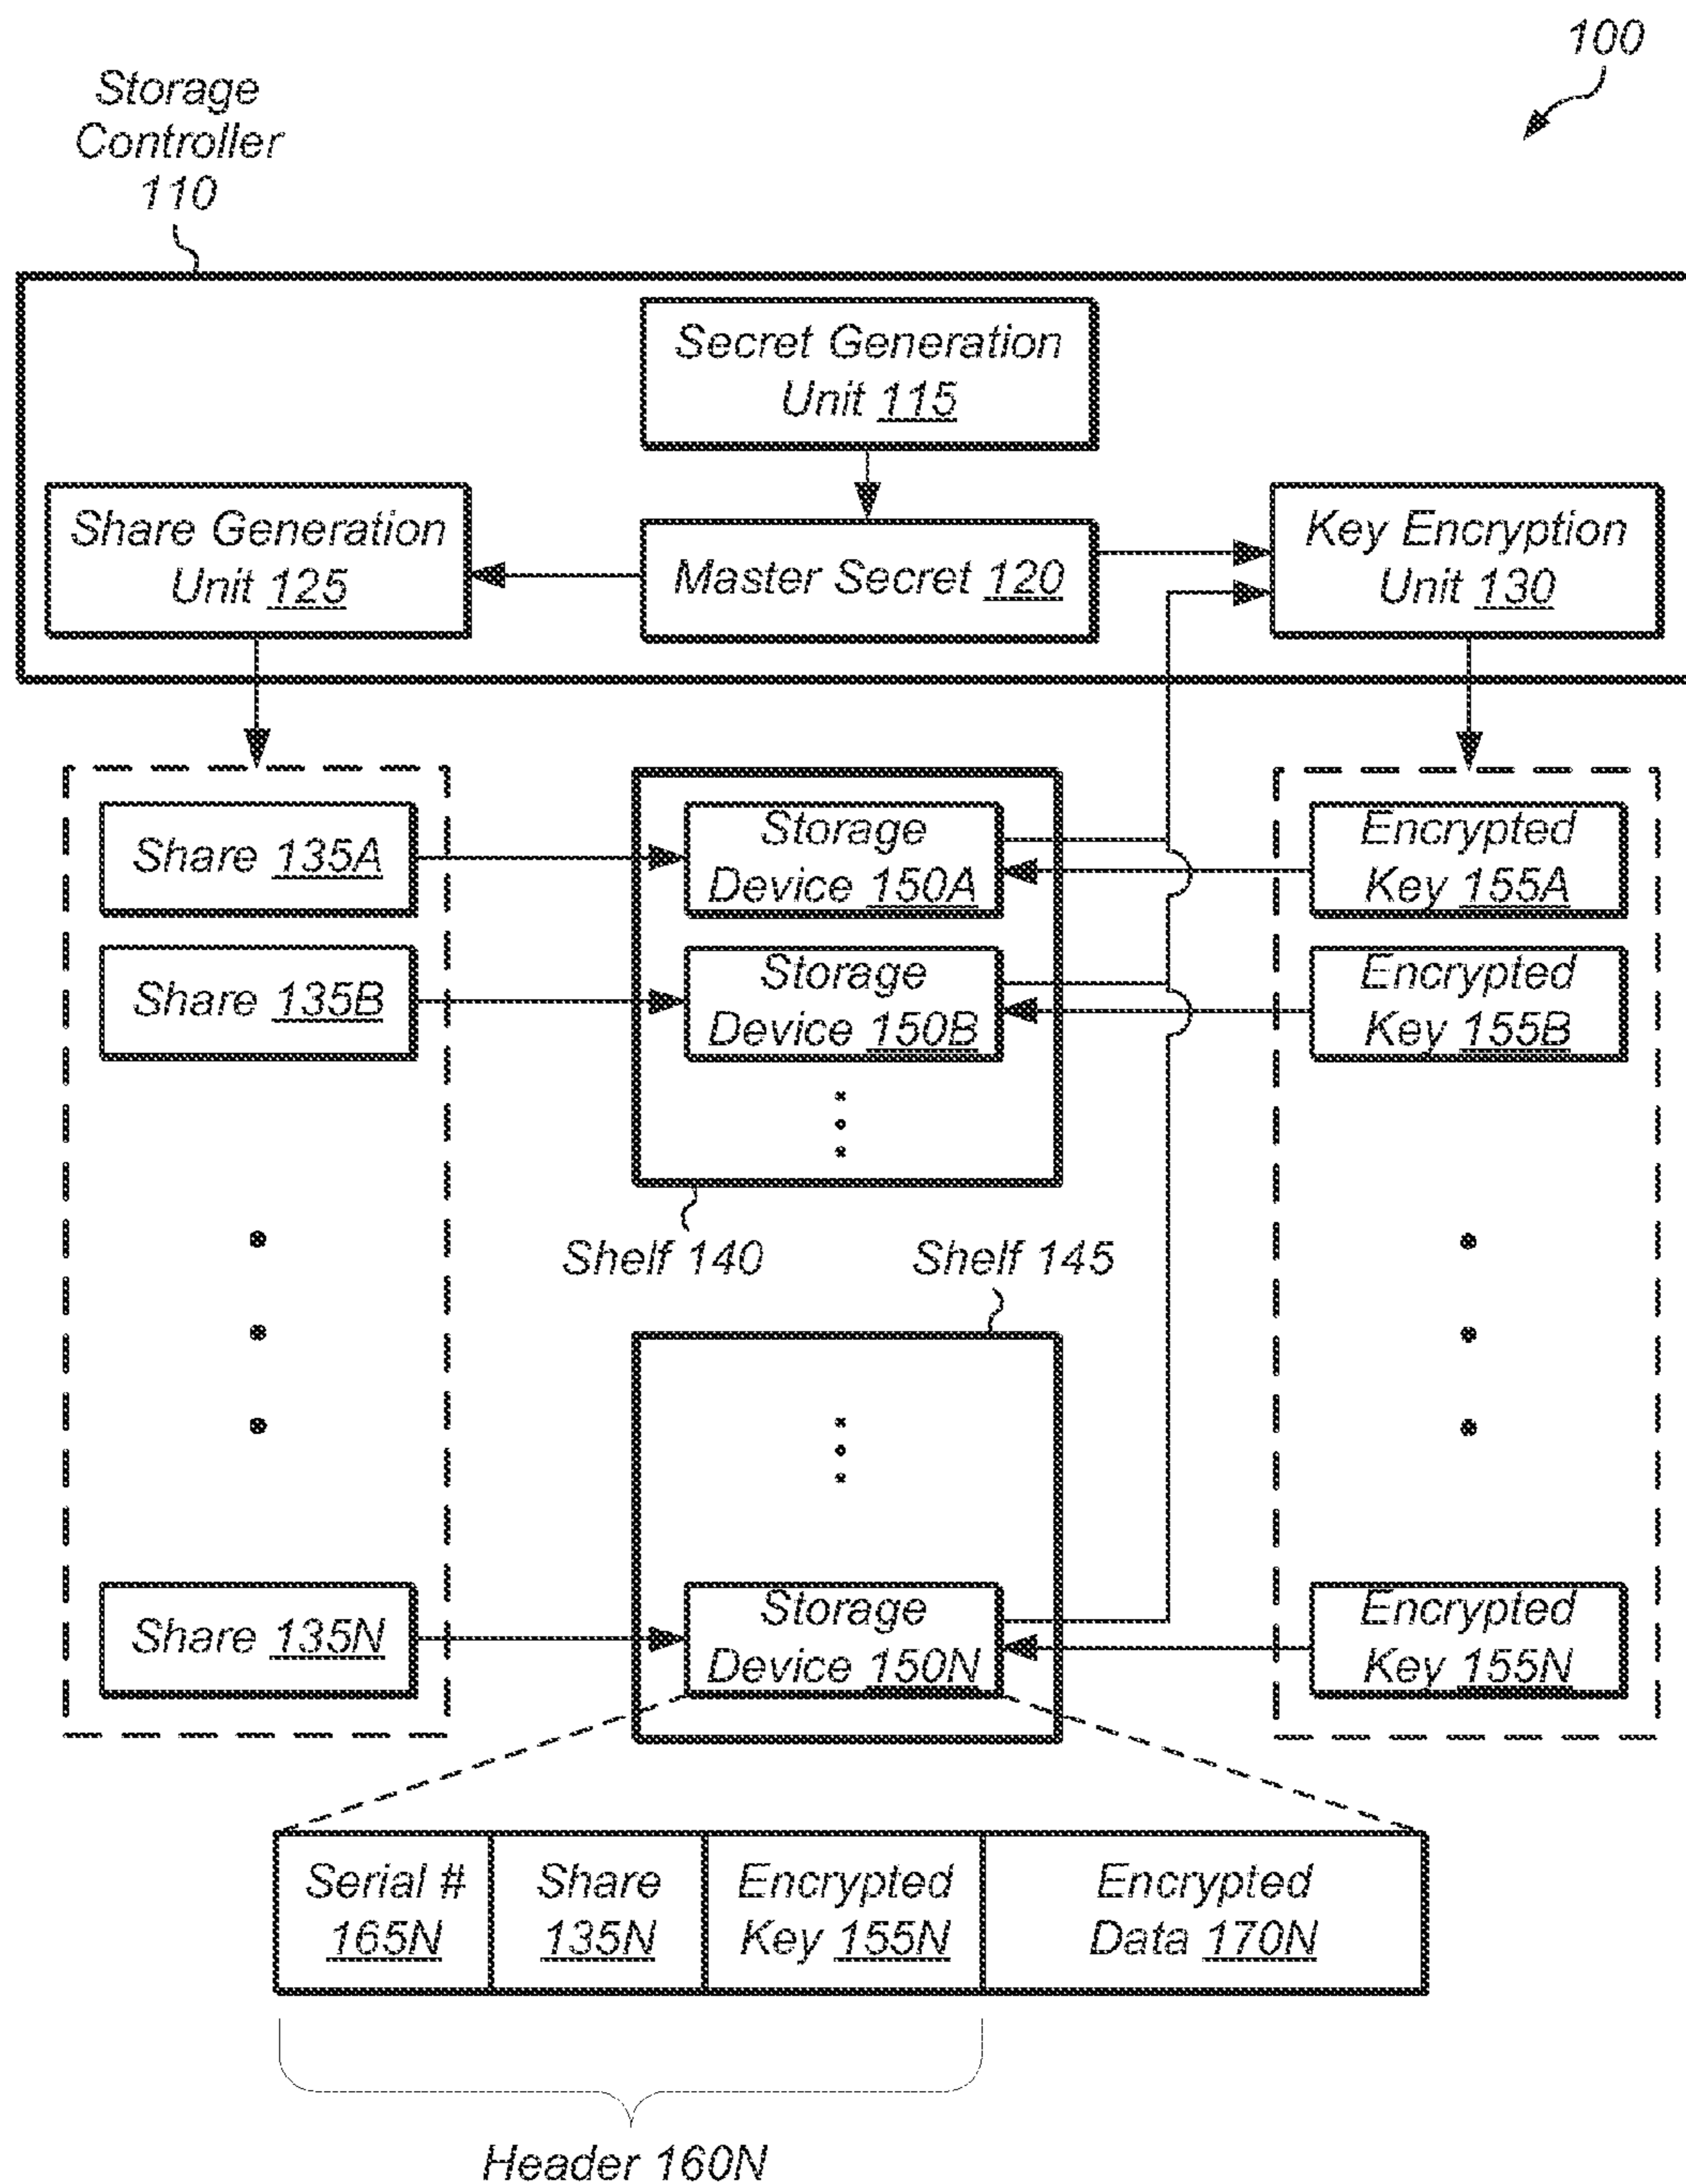 100
Storage
Controller
110
Secret Generation
Unit 115
Share Generation
Unit 125
Master Secret 120
Key Encryption
Unit 130
Share 135A
Storage
Device 150A
Encrypted
Key 155A
Share 135B
Storage
Device 150B
Encrypted
Key 155B
Shelf 140
Shelf 145
Share 135N
Storage
Device 150N
Encrypted
Key 155N
Serial #
165N
Share
135N
Encrypted
Key 155N
Encrypted
Data 170N
Header 160N